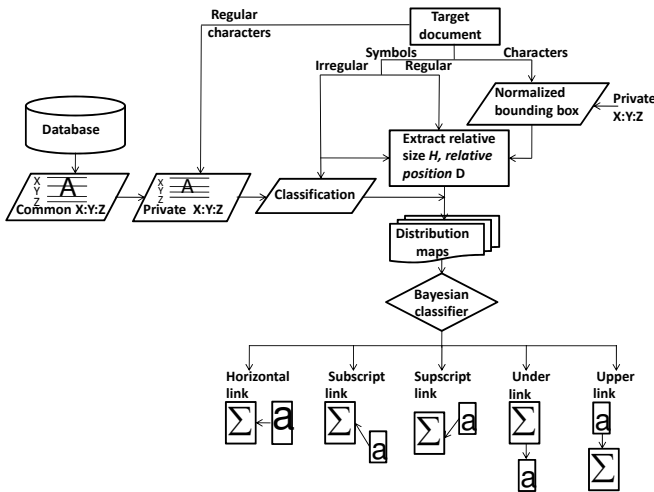 Regular
characters
Target
document
Symbols
Characters
Irregular
Regular
Normalized
bounding box
Private
X:Y:Z
Database
Extract relative
size H, relative
position D
X
Y
Z
A
Common X:Y:Z
X
Y
Z
A
Private X:Y:Z
Classification
Distribution
maps
Bayesian
classifier
Horizontal
link
Subscript
link
Supscript
link
Under
link
Upper
link
∑ a
∑
a
∑ a
∑
a
a
∑